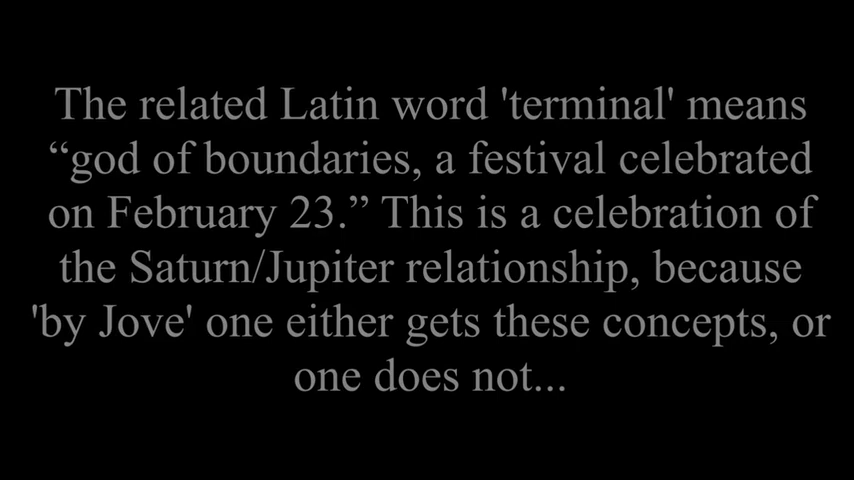 The related Latin word 'terminal' means
“god of boundaries, a festival celebrated
on February 23.” This is a celebration of
the Saturn/Jupiter relationship, because
'by Jove' one either gets these concepts, or
one does not...